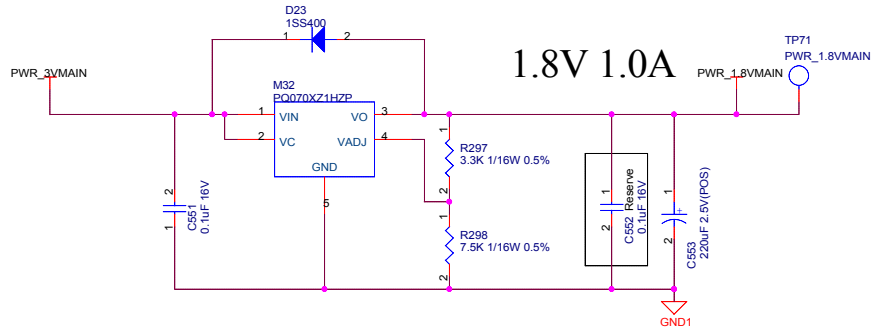 D23
1SS400
1
2
1.8V 1.0A
TP71
PWR_1.8VMAIN
PWR_3VMAIN
PWR_1.8VMAIN
M32
PQ070XZ1HZP
1
VIN
VO
3
2
VC
VADJ
4
GND
5
1
R297
3.3K 1/16W 0.5%
2
1
R298
7.5K 1/16W 0.5%
2
2
1
C551
0.1uF 16V
1
2
C552 Reserve
0.1uF 16V
1
+
2
C553
220uF 2.5V(POS)
GND1